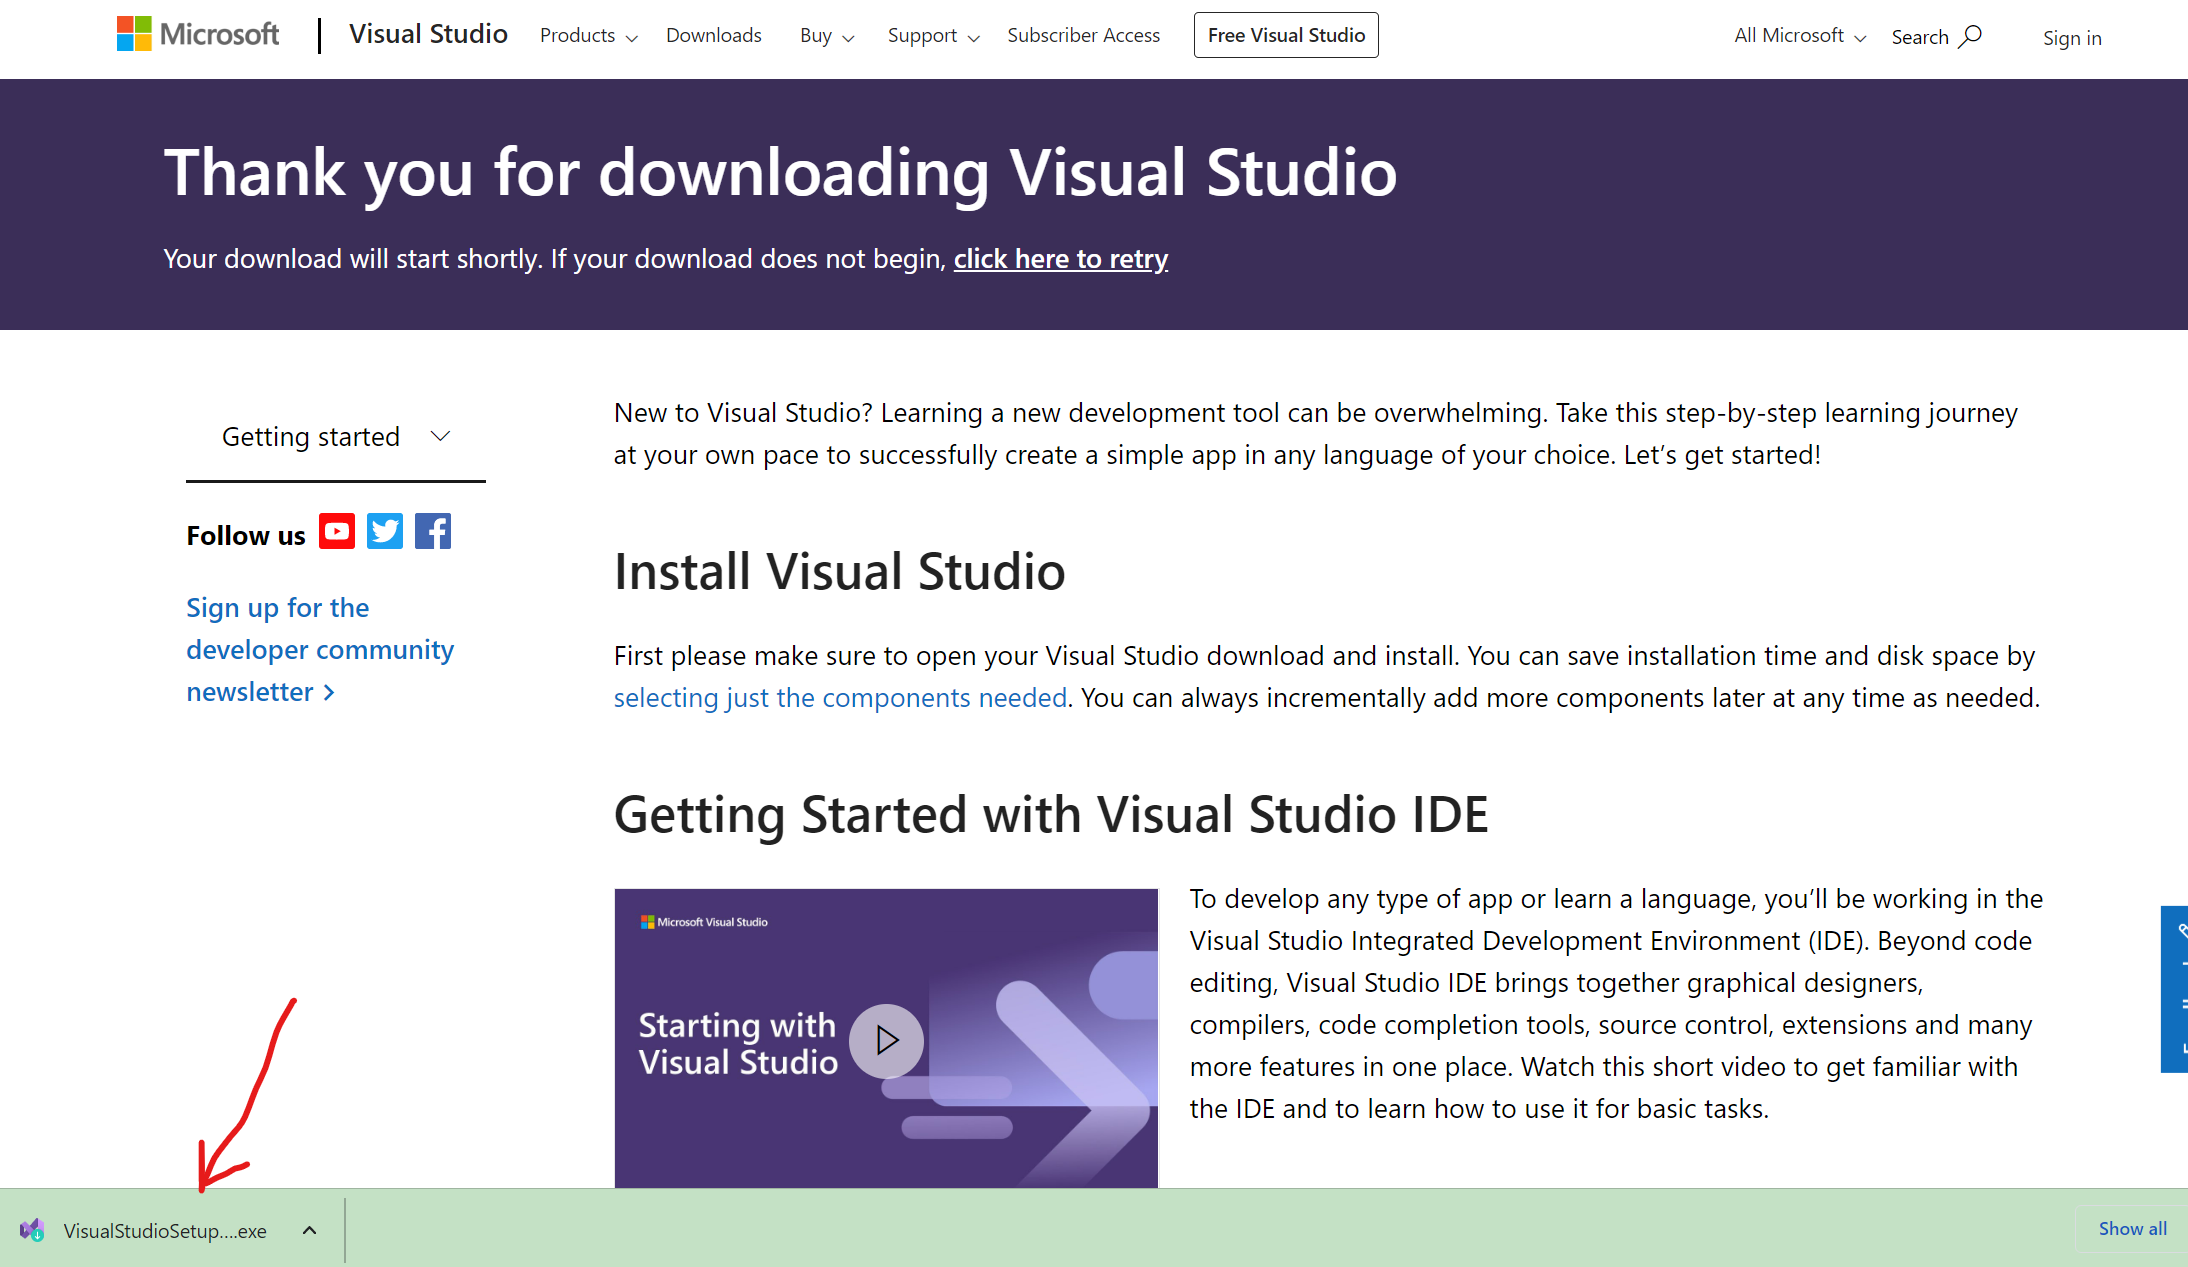 Microsoft | Visual Studio Products Downloads Buy Support Subscriber Access Free Visual Studio All Microsoft Search Sign in
Thank you for downloading Visual Studio
Your download will start shortly. If your download does not begin, click here to retry
Getting started
Follow us
Sign up for the
developer community
newsletter
New to Visual Studio? Learning a new development tool can be overwhelming. Take this step-by-step learning journey
at your own pace to successfully create a simple app in any language of your choice. Let’s get started!
Install Visual Studio
First please make sure to open your Visual Studio download and install. You can save installation time and disk space by
selecting just the components needed. You can always incrementally add more components later at any time as needed.
Getting Started with Visual Studio IDE
Microsoft Visual Studio
Starting with
Visual Studio
To develop any type of app or learn a language, you’ll be working in the
Visual Studio Integrated Development Environment (IDE). Beyond code
editing, Visual Studio IDE brings together graphical designers,
compilers, code completion tools, source control, extensions and many
more features in one place. Watch this short video to get familiar with
the IDE and to learn how to use it for basic tasks.
VisualStudioSetup....exe
Show all